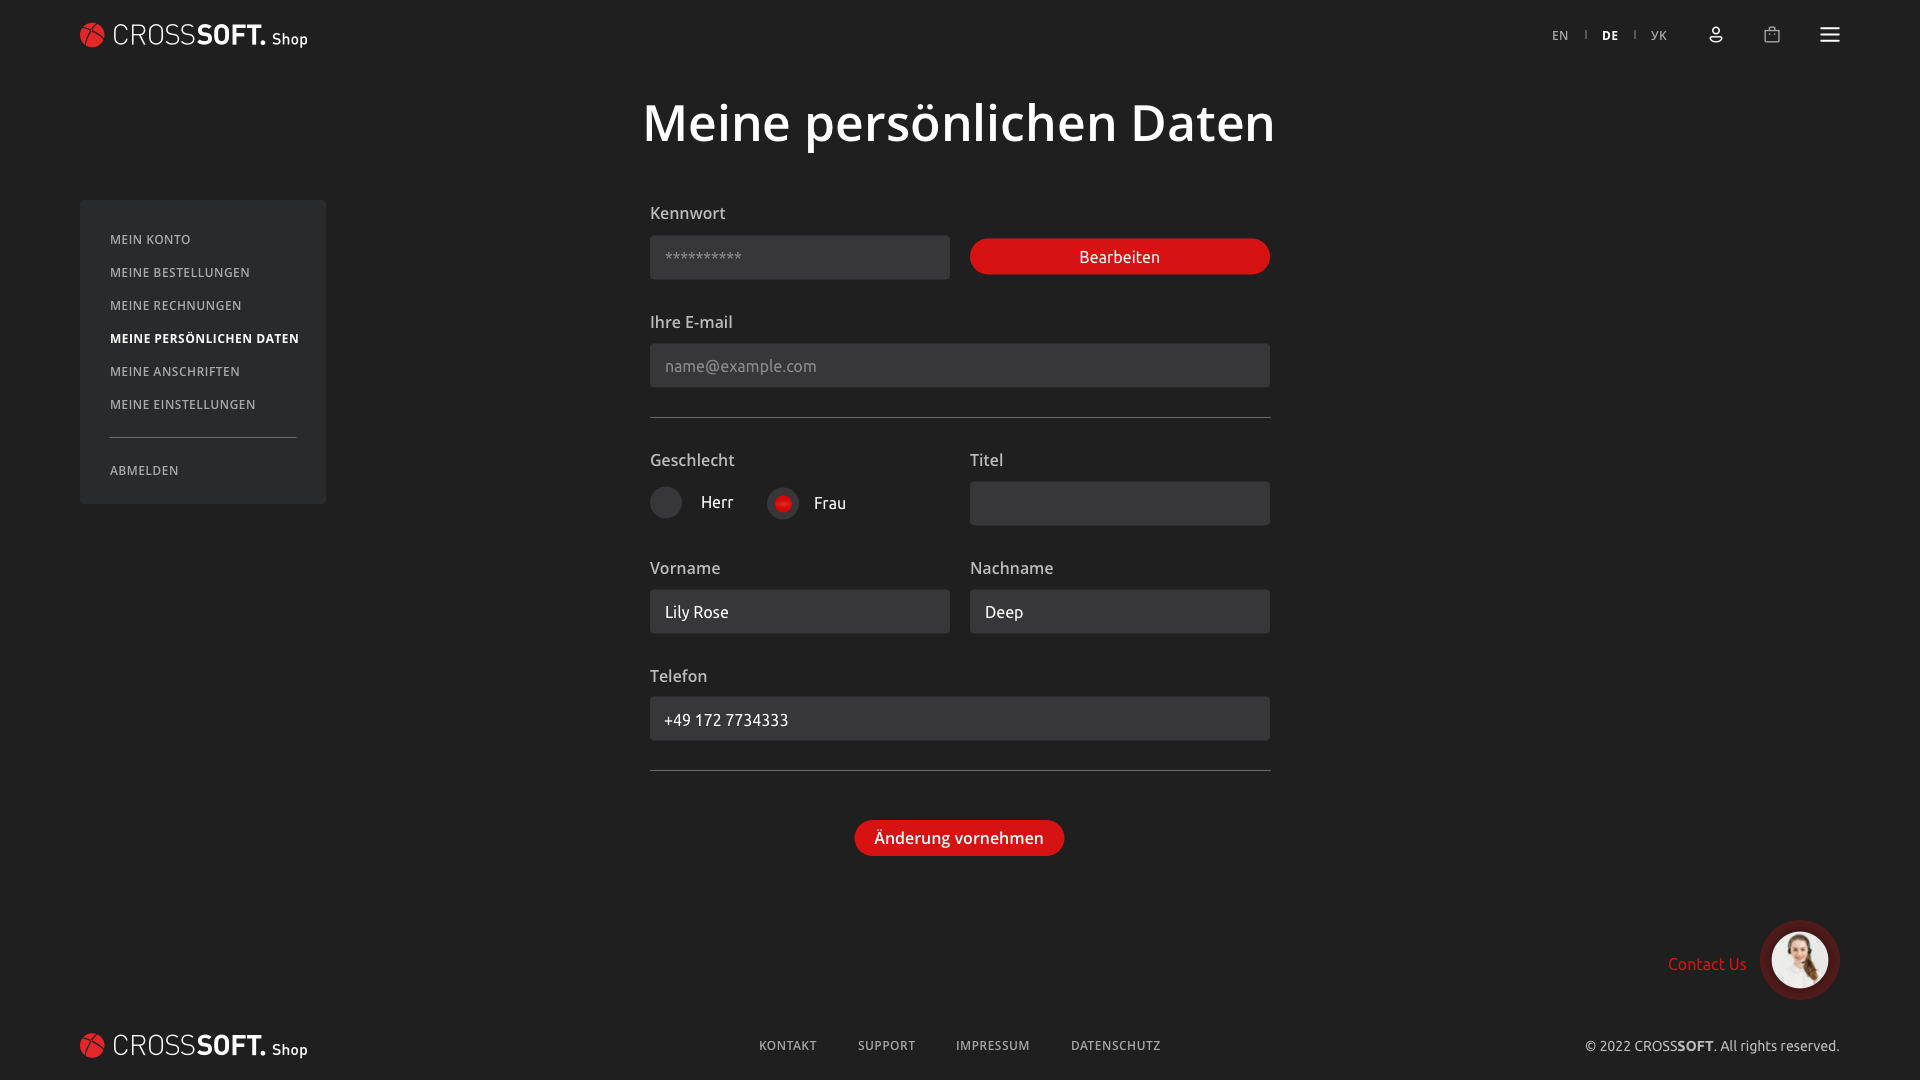 CROSSSOFT. Shop
EN | DE | УК
Meine persönlichen Daten
MEIN KONTO
MEINE BESTELLUNGEN
MEINE RECHNUNGEN
MEINE PERSÖNLICHEN DATEN
MEINE ANSCHRIFTEN
MEINE EINSTELLUNGEN
ABMELDEN
Kennwort
**********
Bearbeiten
Ihre E-mail
name@example.com
Geschlecht
Herr
Frau
Titel
Vorname
Lily Rose
Nachname
Deep
Telefon
+49 172 7734333
Änderung vornehmen
Contact Us
CROSSSOFT. Shop
KONTAKT
SUPPORT
IMPRESSUM
DATENSCHUTZ
© 2022 CROSSSOFT. All rights reserved.